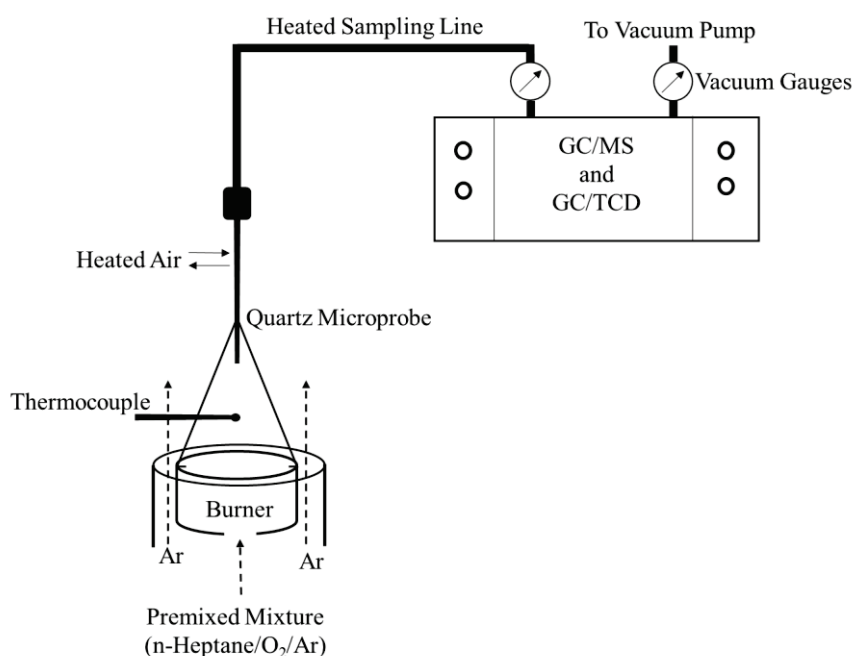 Heated Sampling Line
To Vacuum Pump
Vacuum Gauges
GC/MS
and
GC/TCD
Heated Air
Quartz Microprobe
Thermocouple
Burner
Ar
Ar
Premixed Mixture
(n-Heptane/O₂/Ar)